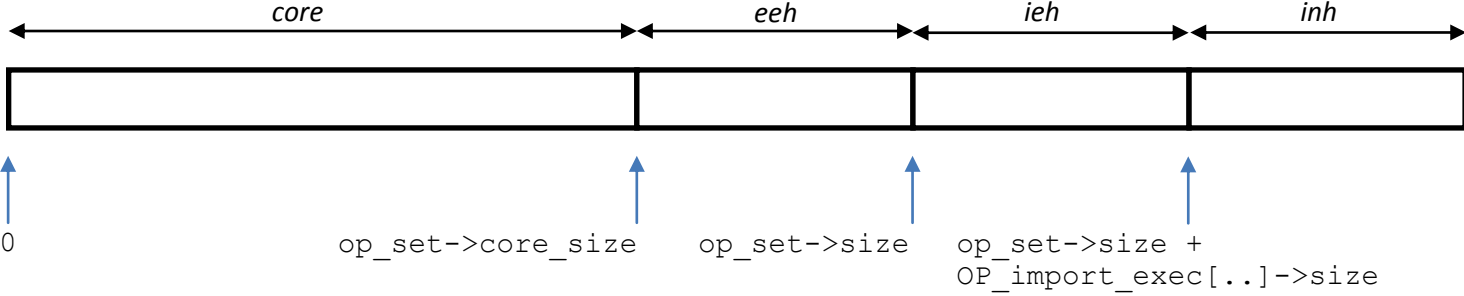 core eeh ieh inh
0 op_set->core_size op_set->size op_set->size +
OP_import_exec[..]->size